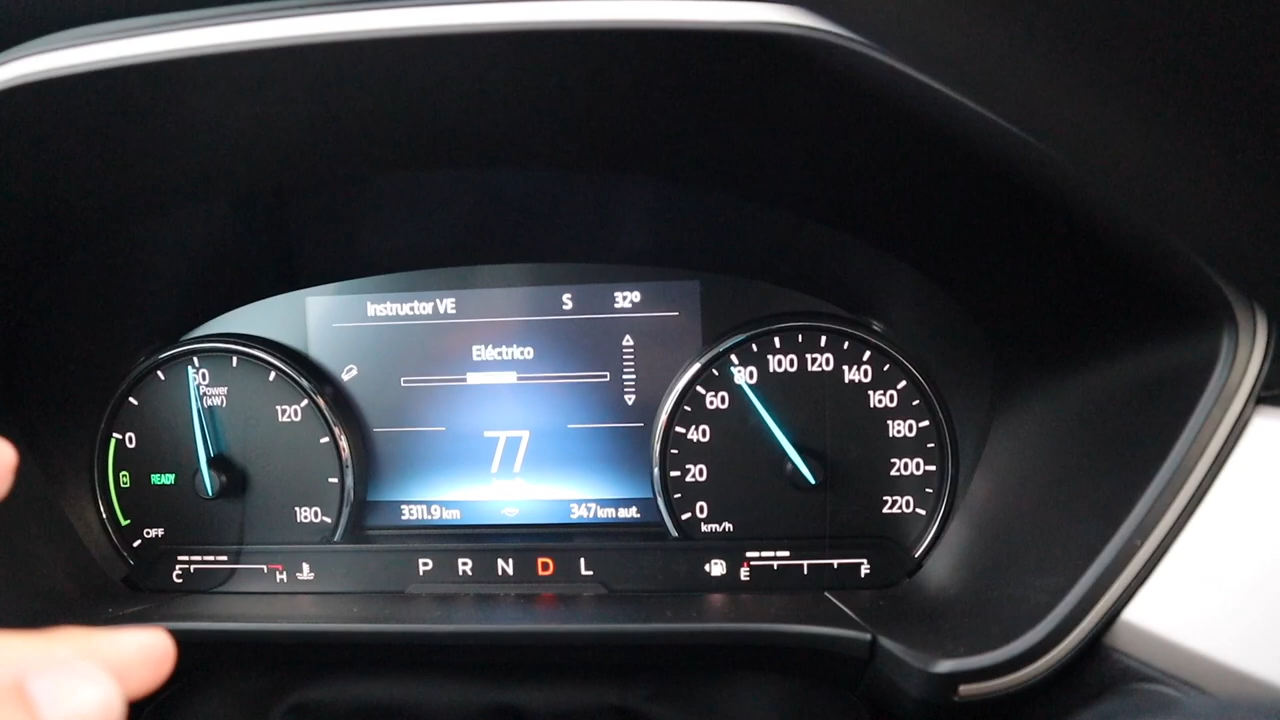 Instructor VE S 32º
Eléctrico
77
3311.9 km 347 km aut.
0
60
120
180
Power
(kW)
READY
OFF
0
20
40
60
80
100
120
140
160
180
200
220
km/h
C H
P R N D L
E F